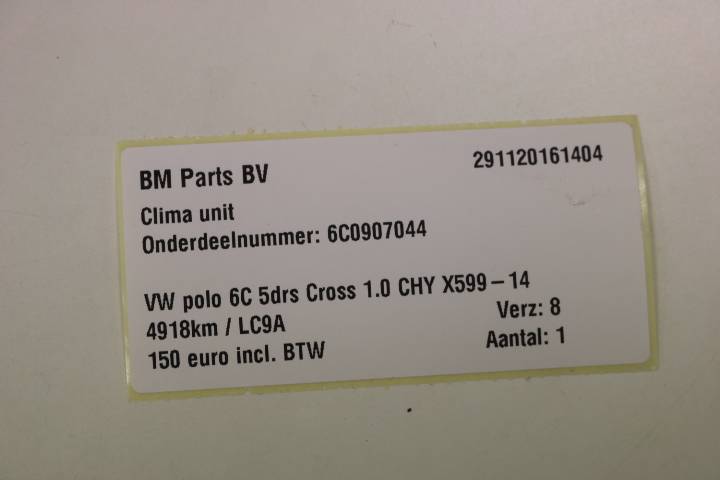 BM Parts BV 291120161404
Clima unit
Onderdeelnummer: 6C0907044
VW polo 6C 5drs Cross 1.0 CHY X599-14
4918km / LC9A Verz: 8
150 euro incl. BTW Aantal: 1